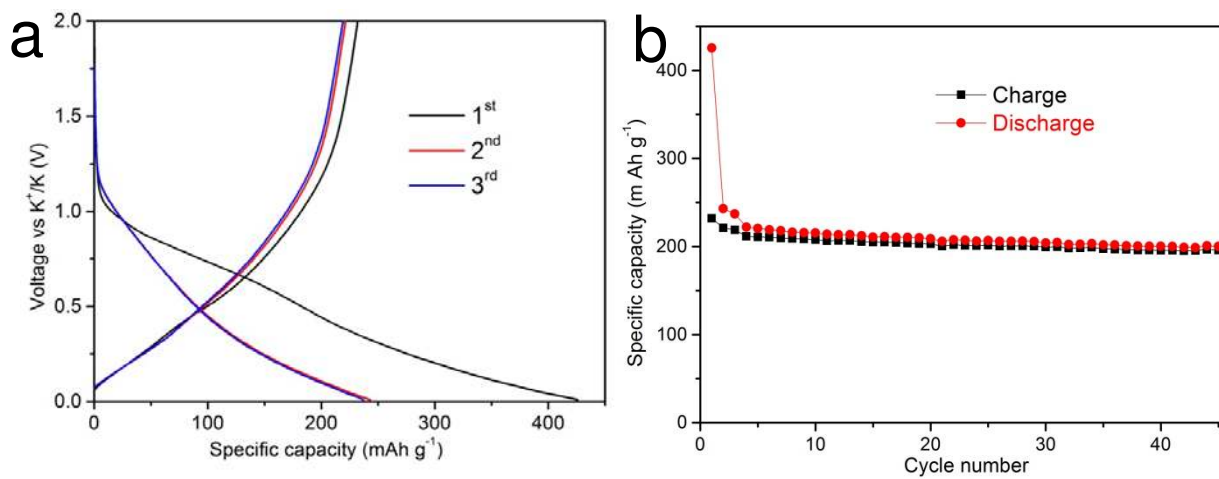 a
2.0
1.5
1.0
0.5
0.0
Voltage vs K⁺/K (V)
1ˢᵗ
2ⁿᵈ
3ʳᵈ
0 100 200 300 400
Specific capacity (mAh g⁻¹)
b
400
300
200
100
0
Specific capacity (m Ah g⁻¹)
Charge
Discharge
0 10 20 30 40
Cycle number